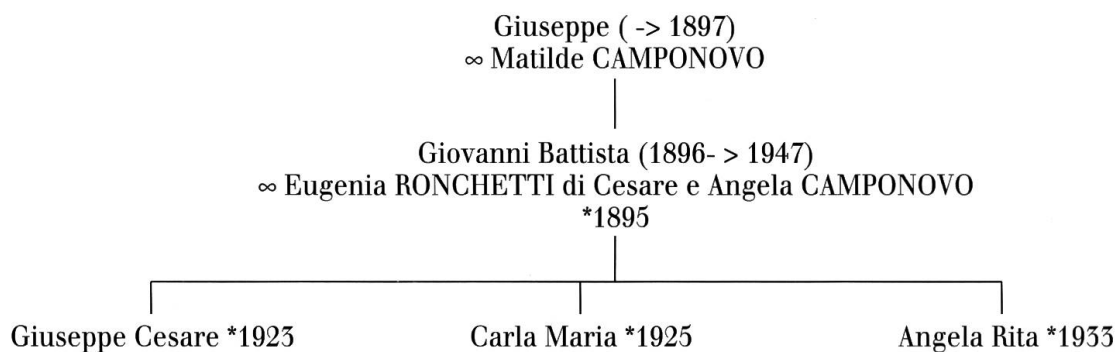 Giuseppe ( -> 1897)
∞ Matilde CAMPONOVO
Giovanni Battista (1896- > 1947)
∞ Eugenia RONCHETTI di Cesare e Angela CAMPONOVO
*1895
Giuseppe Cesare *1923
Carla Maria *1925
Angela Rita *1933